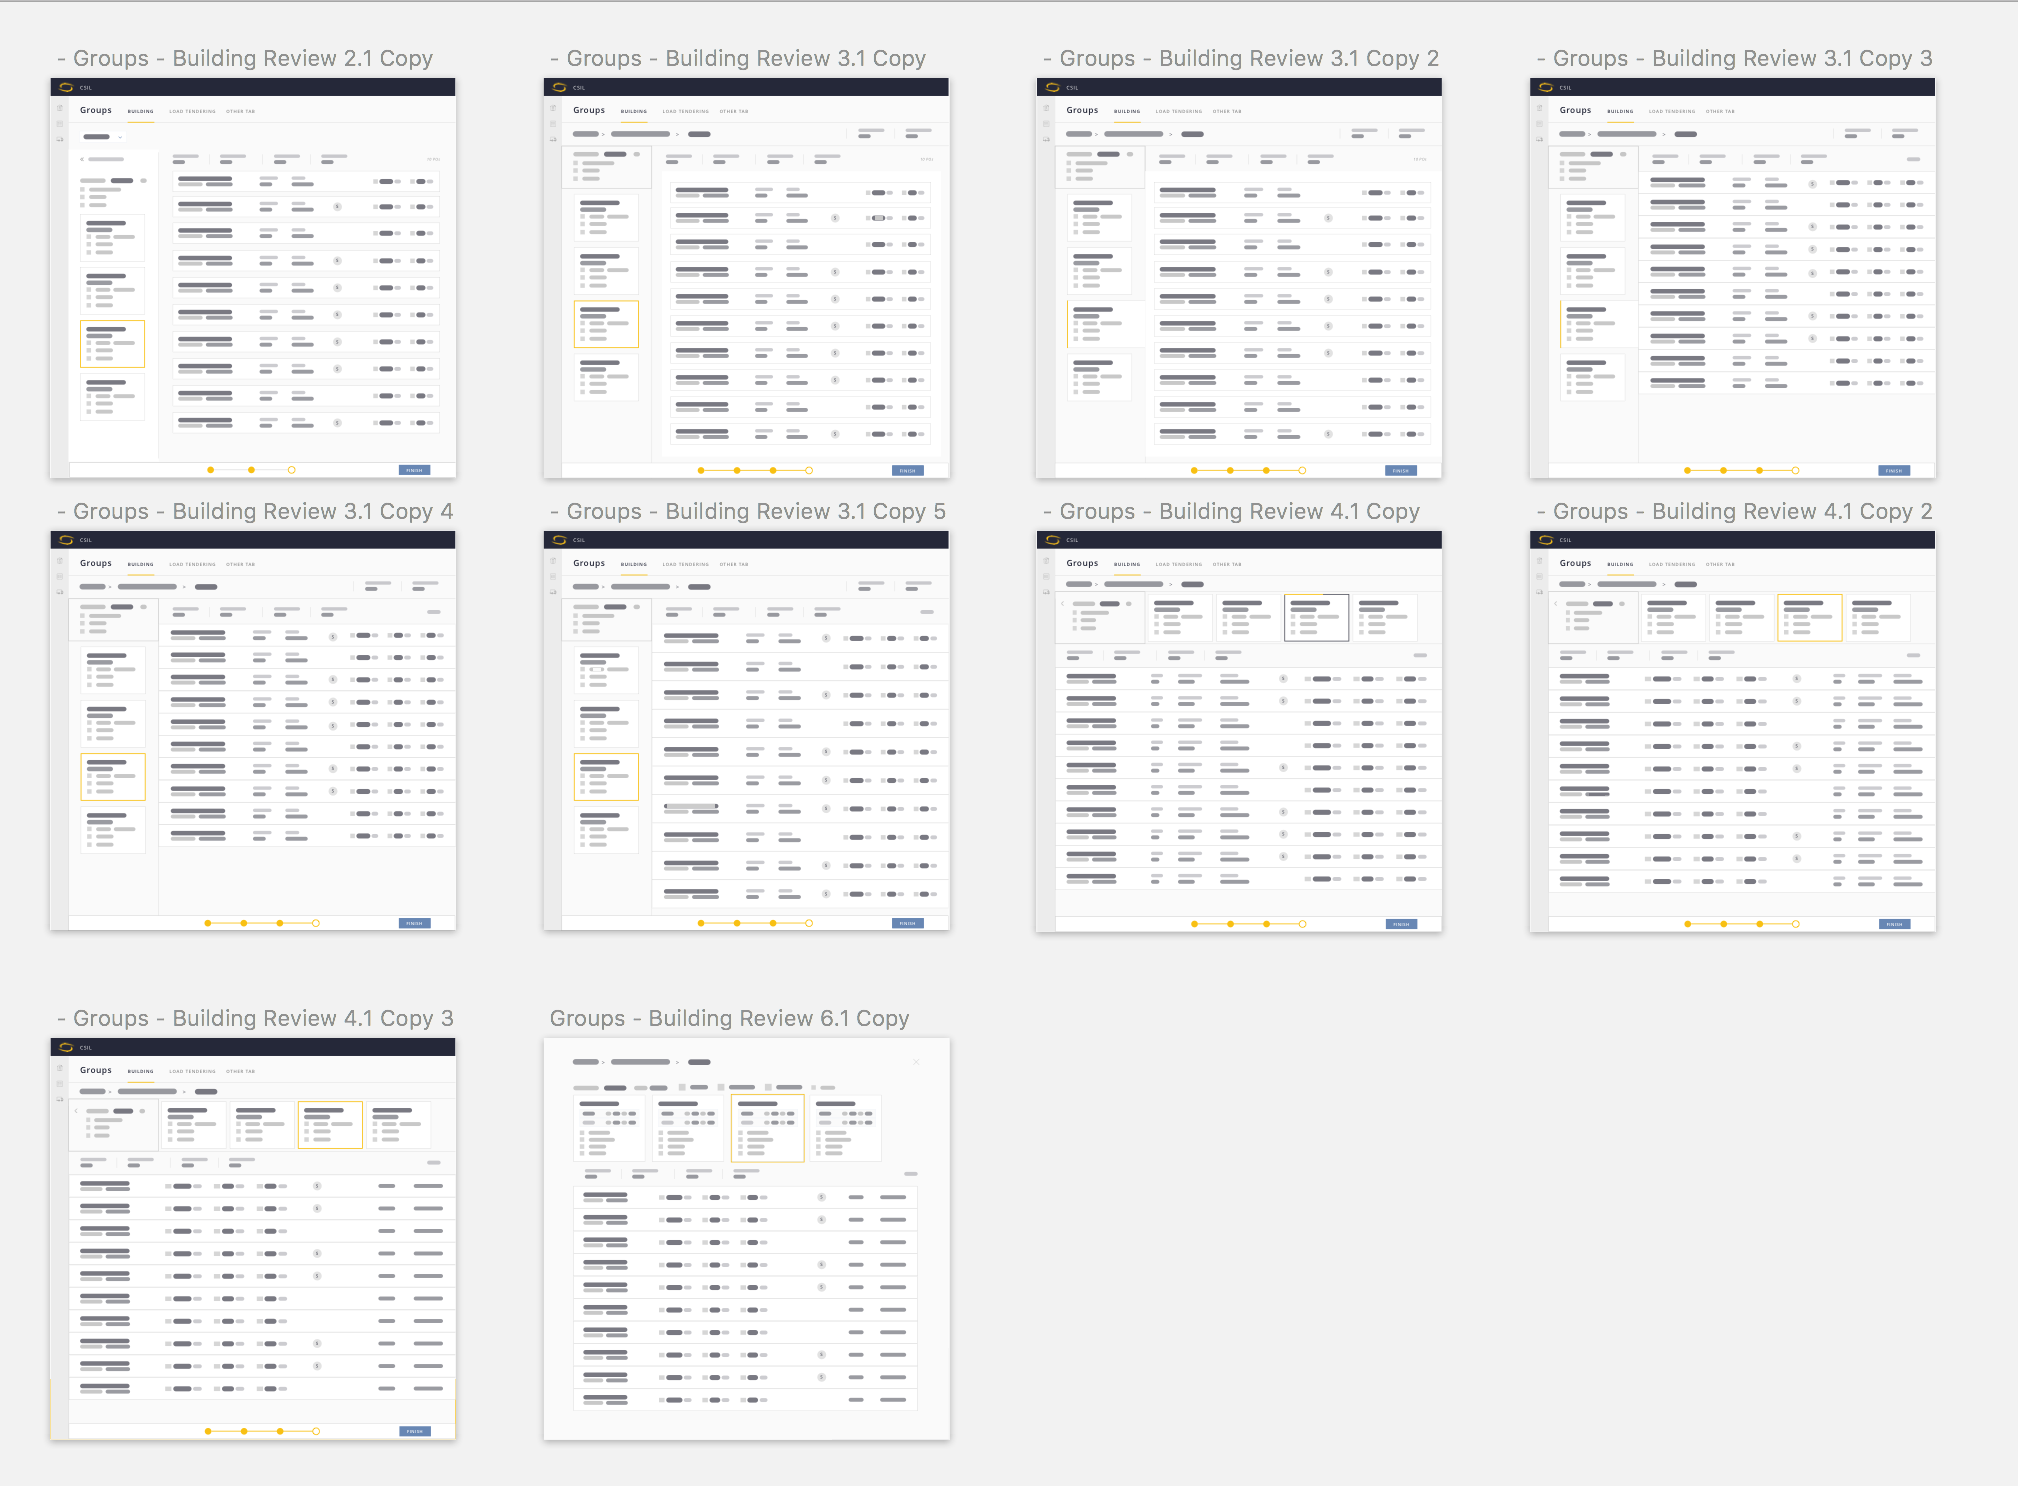 - Groups - Building Review 2.1 Copy
- Groups - Building Review 3.1 Copy
- Groups - Building Review 3.1 Copy 2
- Groups - Building Review 3.1 Copy 3
CSIL
CSIL
CSIL
CSIL
Groups BUILDING LOAD TENDERING OTHER TAB
Groups BUILDING LOAD TENDERING OTHER TAB
Groups BUILDING LOAD TENDERING OTHER TAB
Groups BUILDING LOAD TENDERING OTHER TAB
FINISH
FINISH
FINISH
FINISH
- Groups - Building Review 3.1 Copy 4
- Groups - Building Review 3.1 Copy 5
- Groups - Building Review 4.1 Copy
- Groups - Building Review 4.1 Copy 2
CSIL
CSIL
CSIL
CSIL
Groups BUILDING LOAD TENDERING OTHER TAB
Groups BUILDING LOAD TENDERING OTHER TAB
Groups BUILDING LOAD TENDERING OTHER TAB
Groups BUILDING LOAD TENDERING OTHER TAB
FINISH
FINISH
FINISH
FINISH
- Groups - Building Review 4.1 Copy 3
Groups - Building Review 6.1 Copy
CSIL
Groups BUILDING LOAD TENDERING OTHER TAB
FINISH